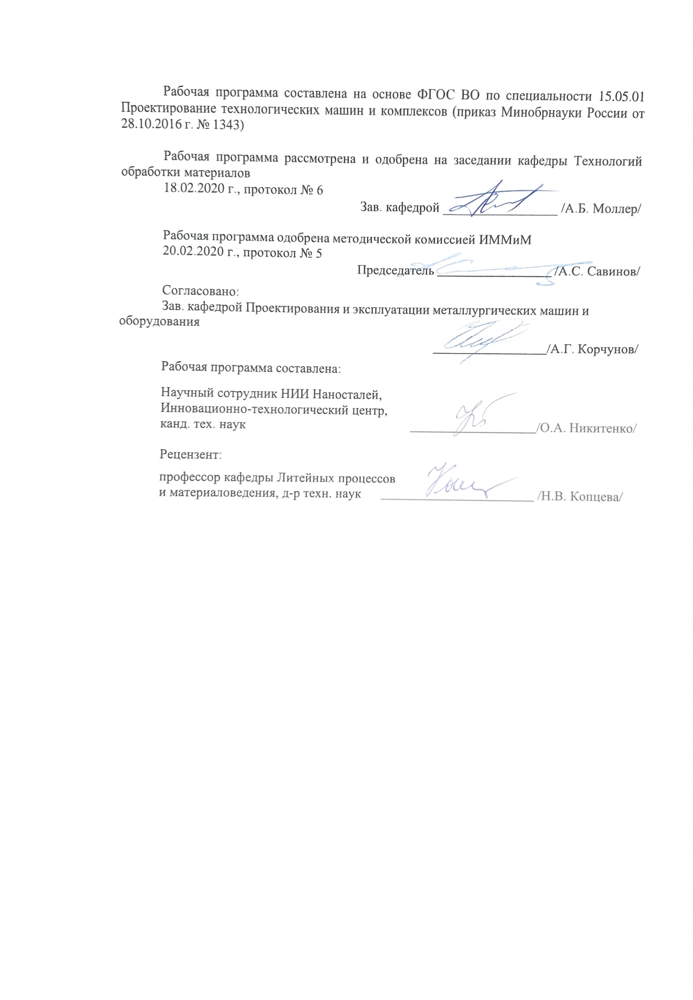 Рабочая программа составлена на основе ФГОС ВО по специальности 15.05.01
Проектирование технологических машин и комплексов (приказ Минобрнауки России от
28.10.2016 г. № 1343)
Рабочая программа рассмотрена и одобрена на заседании кафедры Технологий
обработки материалов
18.02.2020 г., протокол № 6
Зав. кафедрой ________________ /А.Б. Моллер/
Рабочая программа одобрена методической комиссией ИММиМ
20.02.2020 г., протокол № 5
Председатель ________________ /А.С. Савинов/
Согласовано:
Зав. кафедрой Проектирования и эксплуатации металлургических машин и
оборудования
________________/А.Г. Корчунов/
Рабочая программа составлена:
Научный сотрудник НИИ Наносталей,
Инновационно-технологический центр,
канд. тех. наук ________________/О.А. Никитенко/
Рецензент:
профессор кафедры Литейных процессов
и материаловедения, д-р техн. наук ________________ /Н.В. Копцева/